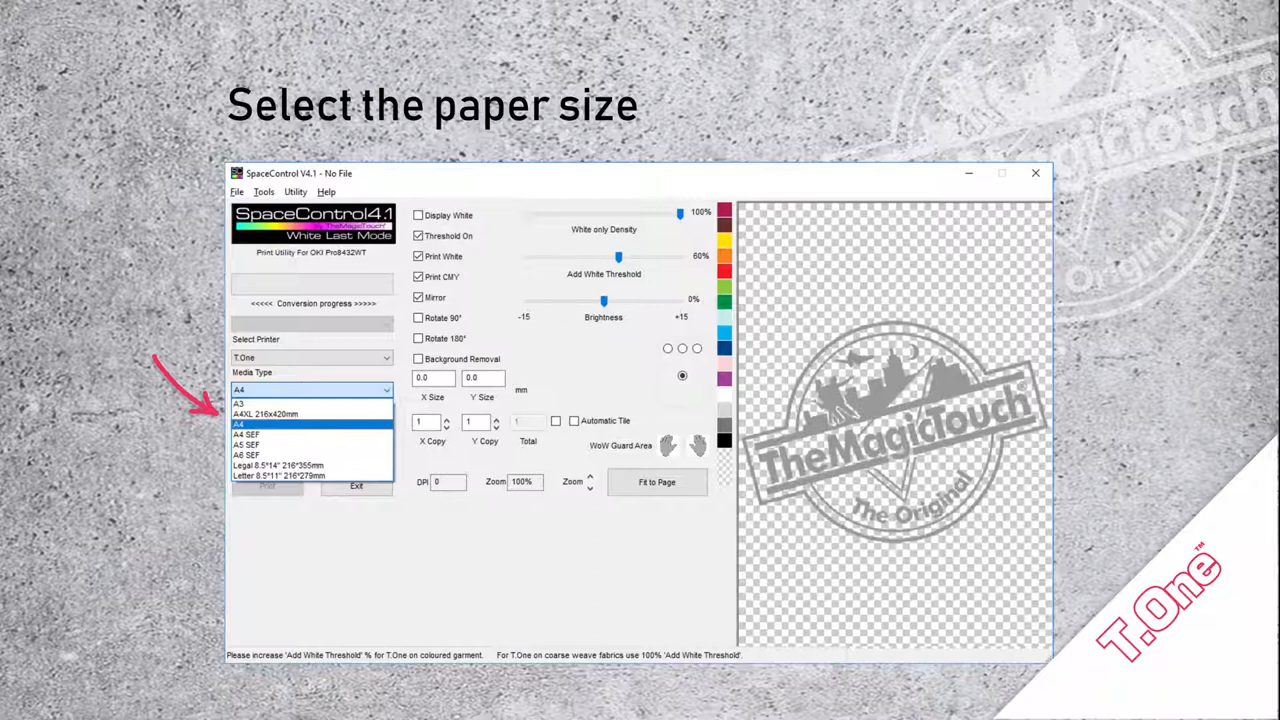 Select the paper size
SpaceControl V4.1 - No File
File Tools Utility Help
SpaceControl4.1
by TheMagicTouch
White Last Mode
Print Utility For OKI Pro8432WT
<<<<< Conversion progress >>>>>
Select Printer
T.One
Media Type
A4
A3
A4XL 216x420mm
A4
A4 SEF
A5 SEF
A6 SEF
Legal 8.5*14" 216*355mm
Letter 8.5*11" 216*279mm
Print
Exit
Display White
Threshold On
Print White
Print CMY
Mirror
Rotate 90°
Rotate 180°
Background Removal
100%
White only Density
60%
Add White Threshold
0%
-15 Brightness +15
0.0 0.0 mm
X Size Y Size
1 1 1 Automatic Tile
X Copy Y Copy Total
WoW Guard Area
DPI 0 Zoom 100% Zoom Fit to Page
Please increase 'Add White Threshold' % for T.One on coloured garment. For T.One on coarse weave fabrics use 100% 'Add White Threshold'.
TheMagicTouch®
The Original
TheMagicTouch®
T.One™